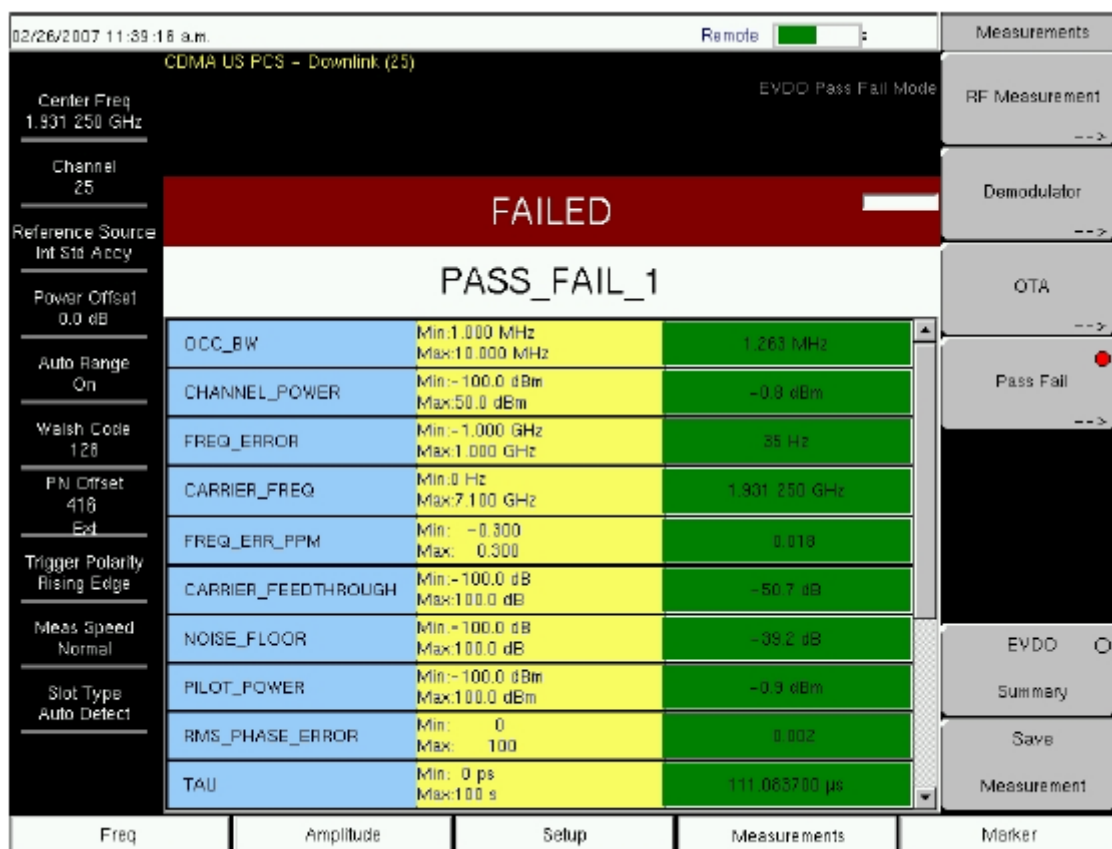 02/26/2007 11:39:16 a.m.
Remote
Measurements
CDMA US PCS - Downlink (25)
EVDO Pass Fail Mode
Center Freq
1.931 250 GHz
Channel
25
Reference Source
Int Std Accy
Power Offset
0.0 dB
Auto Range
On
Walsh Code
128
PN Offset
416
Ext
Trigger Polarity
Rising Edge
Meas Speed
Normal
Slot Type
Auto Detect
FAILED
PASS_FAIL_1
OCC_BW
Min:1.000 MHz
Max:10.000 MHz
1.263 MHz
CHANNEL_POWER
Min:-100.0 dBm
Max:50.0 dBm
-0.8 dBm
FREQ_ERROR
Min:-1.000 GHz
Max:1.000 GHz
35 Hz
CARRIER_FREQ
Min:0 Hz
Max:7.100 GHz
1.931 250 GHz
FREQ_ERR_PPM
Min: -0.300
Max: 0.300
0.018
CARRIER_FEEDTHROUGH
Min:-100.0 dB
Max:100.0 dB
-50.7 dB
NOISE_FLOOR
Min:-100.0 dB
Max:100.0 dB
-39.2 dB
PILOT_POWER
Min:-100.0 dBm
Max:100.0 dBm
-0.9 dBm
RMS_PHASE_ERROR
Min: 0
Max: 100
0.002
TAU
Min: 0 ps
Max:100 s
111.083700 µs
RF Measurement
-->
Demodulator
-->
OTA
-->
Pass Fail
-->
EVDO
Summary
Save
Measurement
Freq
Amplitude
Setup
Measurements
Marker